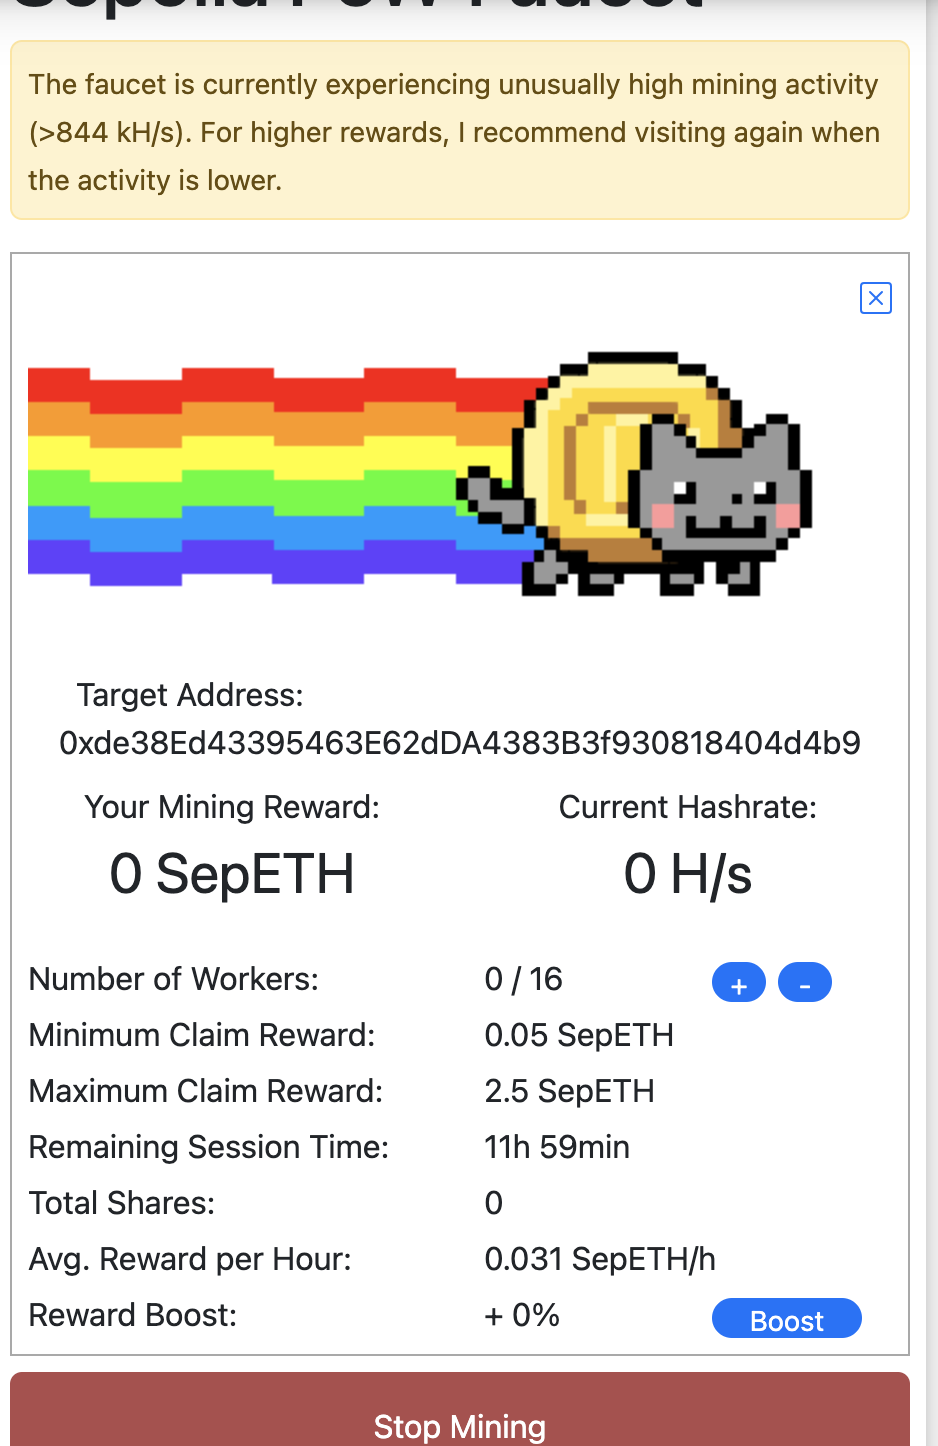 Sepolia PoW Faucet
The faucet is currently experiencing unusually high mining activity
(>844 kH/s). For higher rewards, I recommend visiting again when
the activity is lower.
Target Address:
0xde38Ed43395463E62dDA4383B3f930818404d4b9
Your Mining Reward:
0 SepETH
Current Hashrate:
0 H/s
Number of Workers: 0 / 16 + -
Minimum Claim Reward: 0.05 SepETH
Maximum Claim Reward: 2.5 SepETH
Remaining Session Time: 11h 59min
Total Shares: 0
Avg. Reward per Hour: 0.031 SepETH/h
Reward Boost: + 0% Boost
Stop Mining